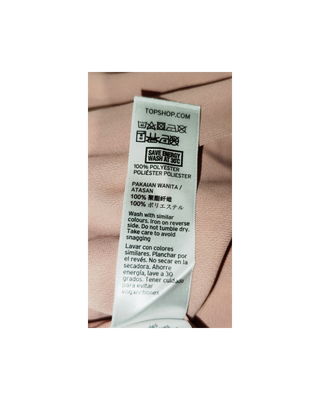 TOPSHOP.COM
SAVE ENERGY
WASH AT 30°C
100% POLYESTER
POLIÉSTER POLIESTER
PAKAIAN WANITA /
ATASAN
100% 聚酯纤维
100% ポリエステル
Wash with similar
colours. Iron on reverse
side. Do not tumble dry.
Take care to avoid
snagging
Lavar con colores
similares. Planchar por
el revés. No secar en la
secadora. Ahorre
energía, lave a 30
grados. Tener cuidado
para evitar
enganchones